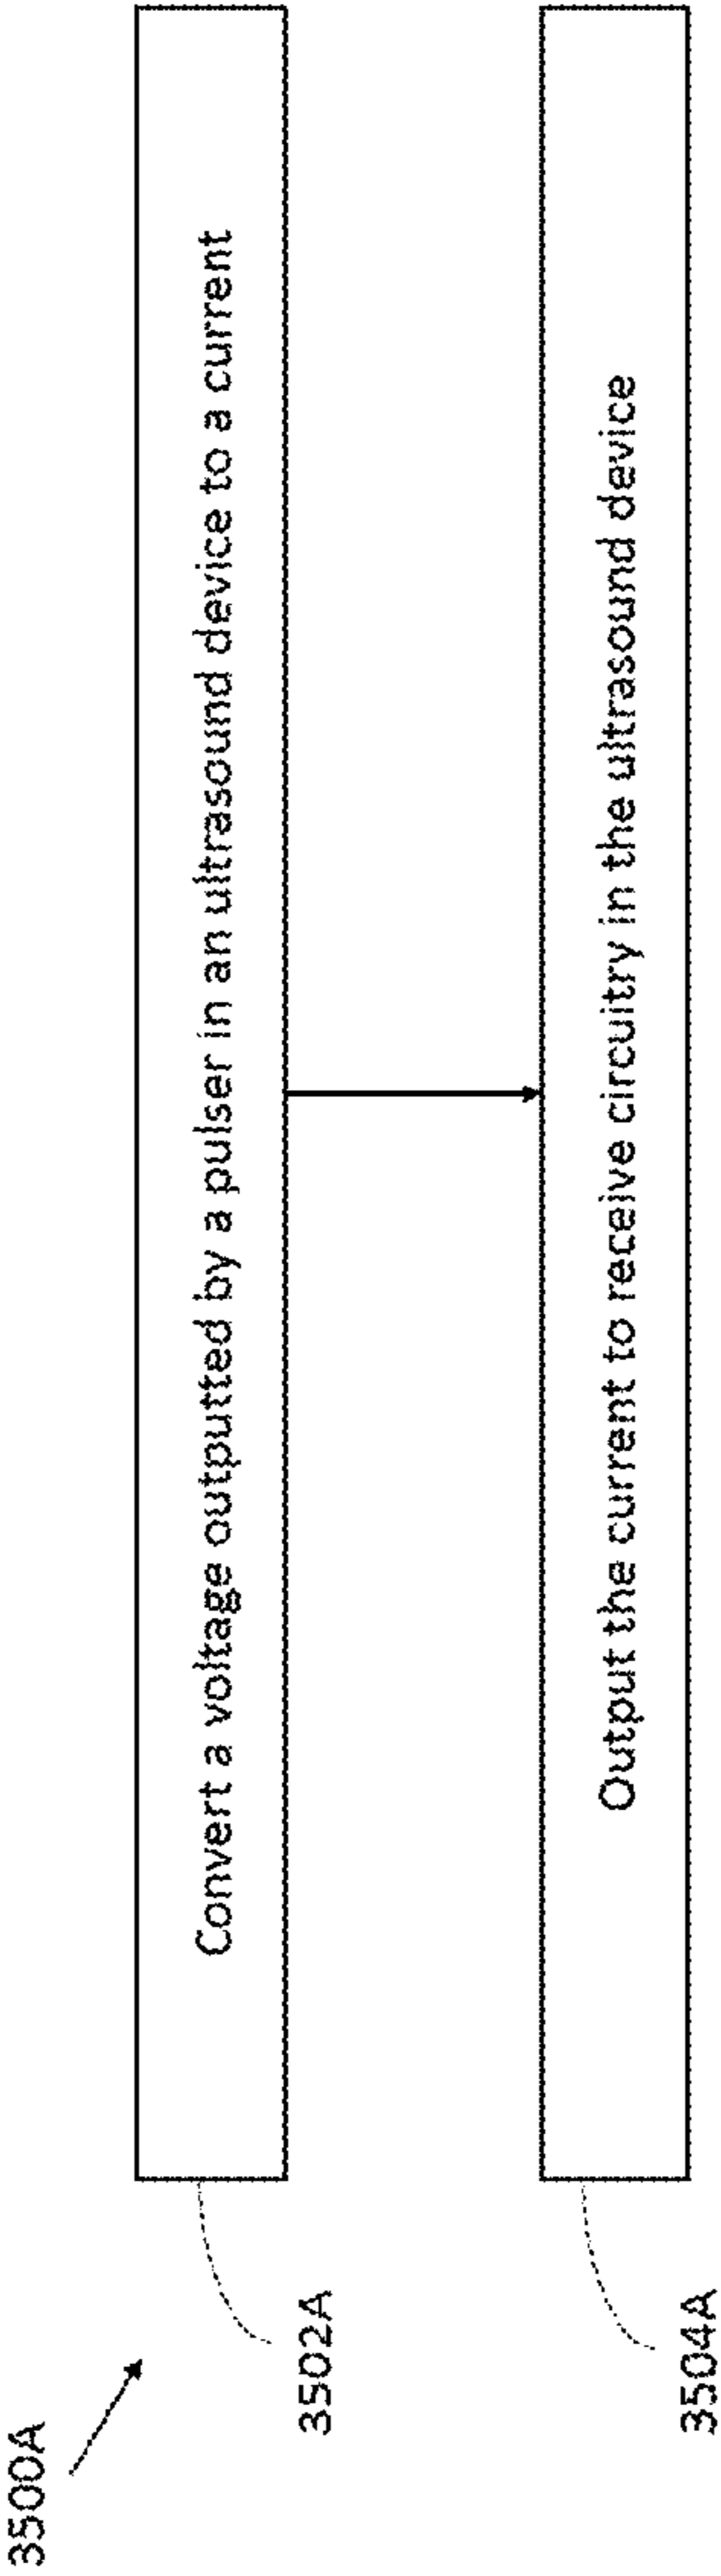 3500A
Convert a voltage outputted by a pulser in an ultrasound device to a current
3502A
Output the current to receive circuitry in the ultrasound device
3504A